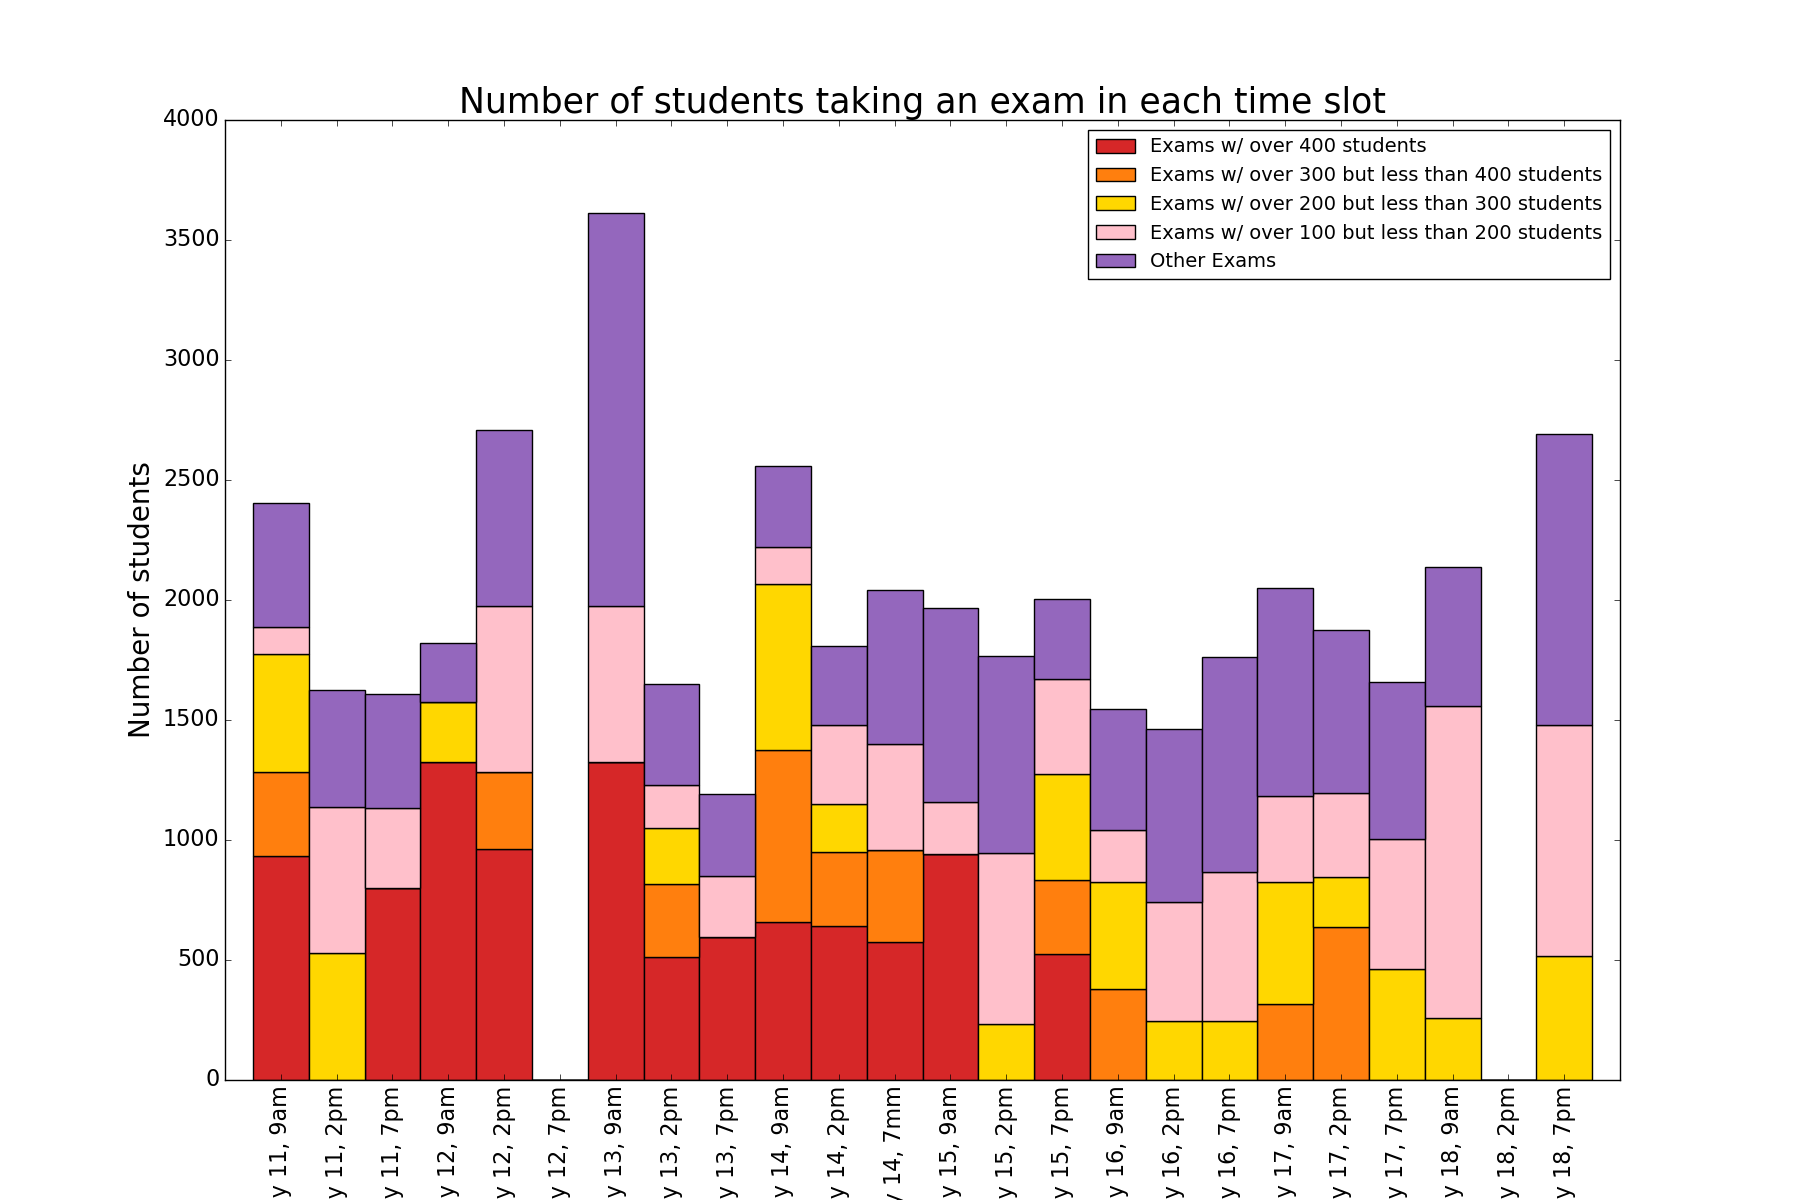 Number of students taking an exam in each time slot
Exams w/ over 400 students
Exams w/ over 300 but less than 400 students
Exams w/ over 200 but less than 300 students
Exams w/ over 100 but less than 200 students
Other Exams
Number of students
4000
3500
3000
2500
2000
1500
1000
500
0
y 11, 9am
y 11, 2pm
y 11, 7pm
y 12, 9am
y 12, 2pm
y 12, 7pm
y 13, 9am
y 13, 2pm
y 13, 7pm
y 14, 9am
y 14, 2pm
y 14, 7mm
y 15, 9am
y 15, 2pm
y 15, 7pm
y 16, 9am
y 16, 2pm
y 16, 7pm
y 17, 9am
y 17, 2pm
y 17, 7pm
y 18, 9am
y 18, 2pm
y 18, 7pm